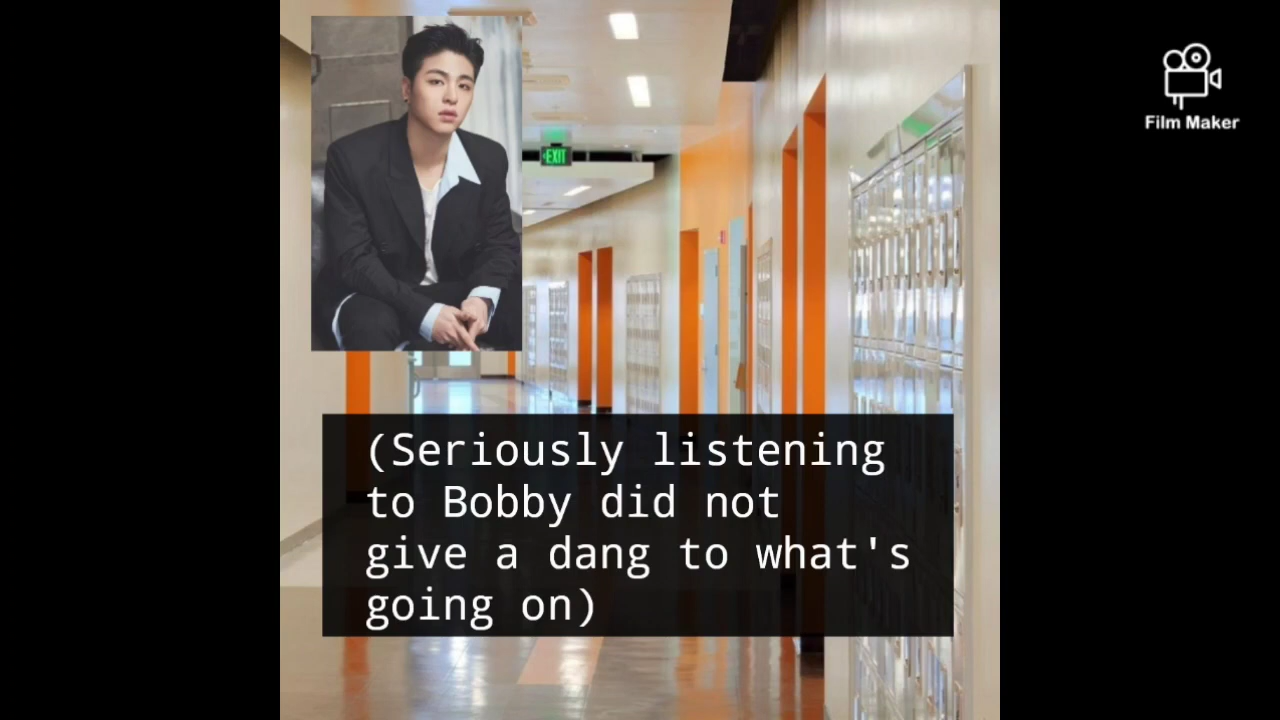 EXIT
Film Maker
(Seriously listening
to Bobby did not
give a dang to what's
going on)